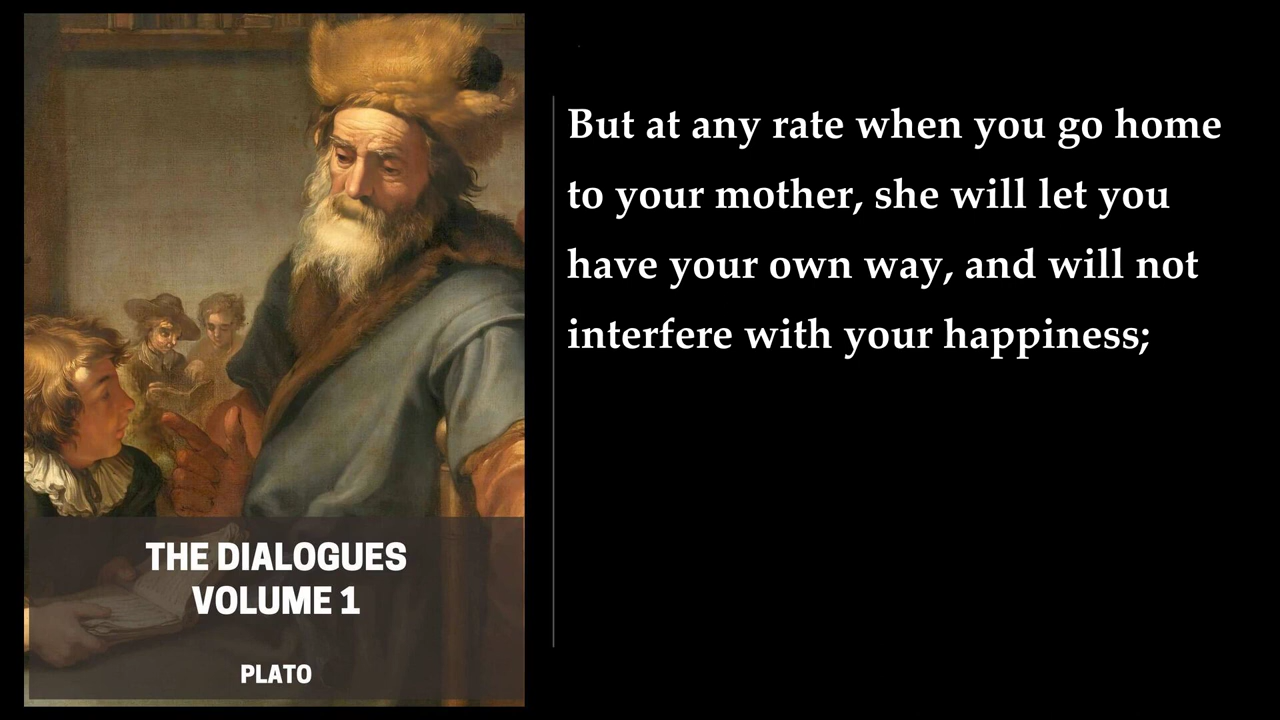 THE DIALOGUES
VOLUME 1
PLATO
But at any rate when you go home
to your mother, she will let you
have your own way, and will not
interfere with your happiness;